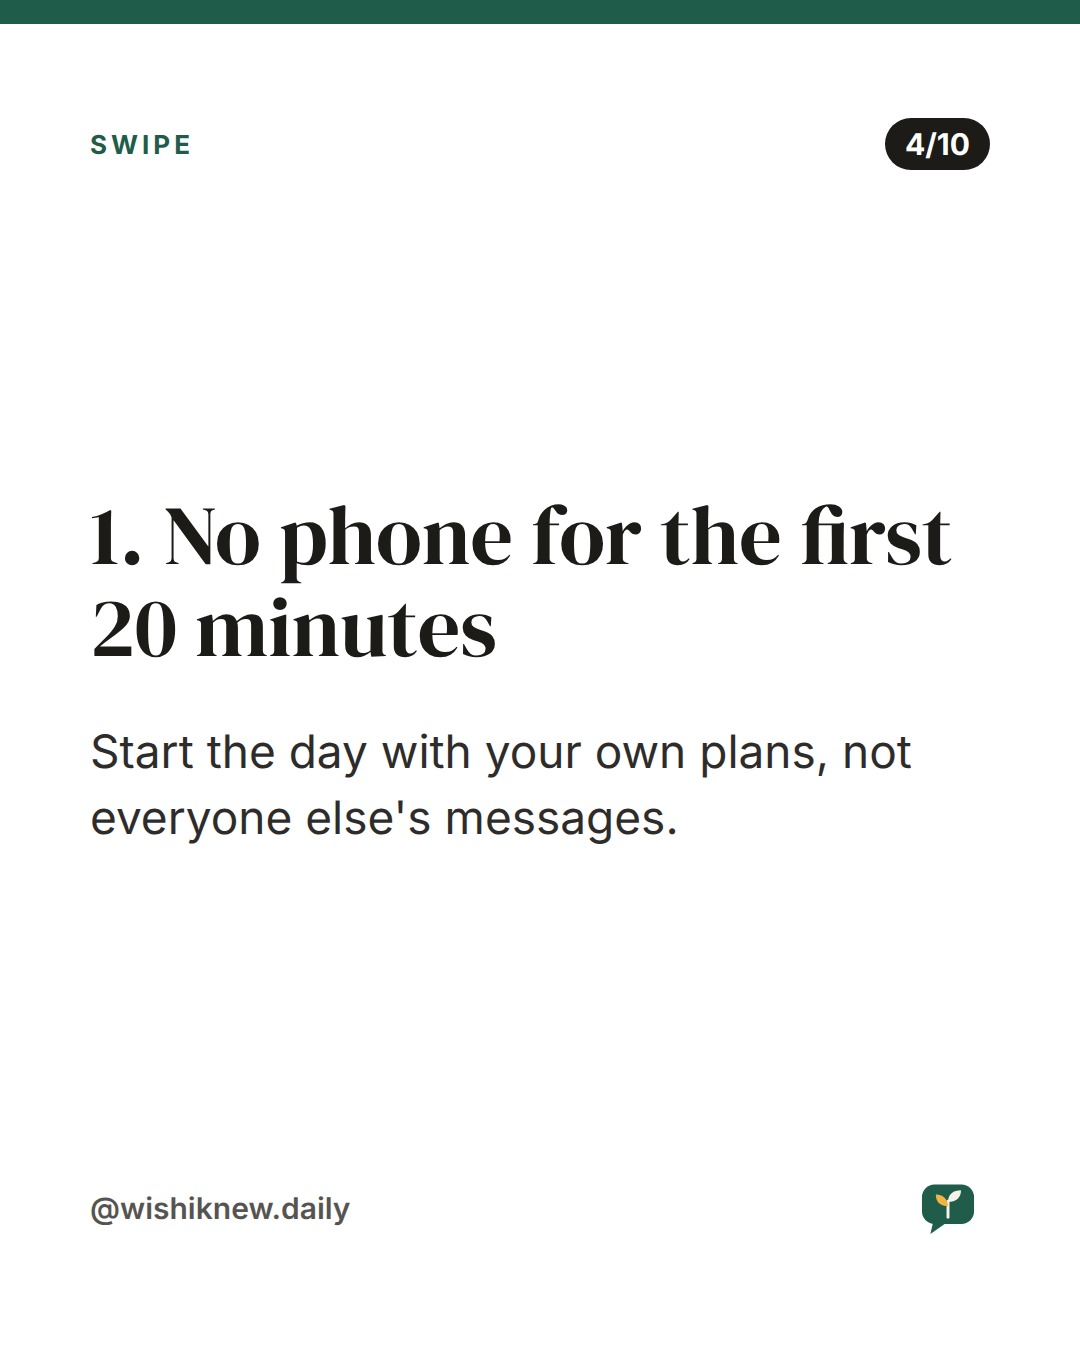 SWIPE
4/10
1. No phone for the first
20 minutes
Start the day with your own plans, not
everyone else's messages.
@wishiknew.daily